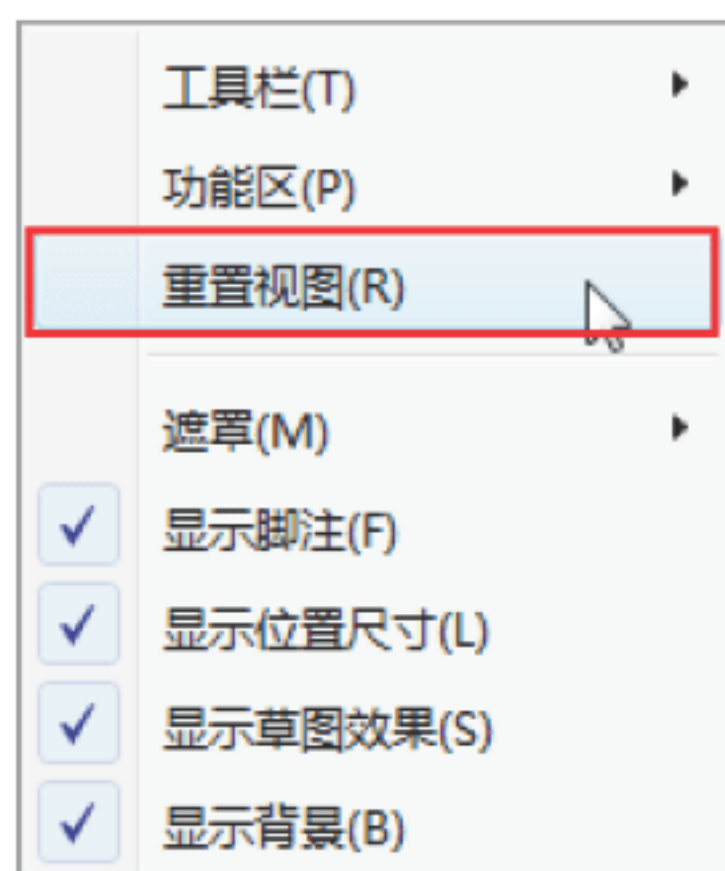 工具栏(T)
功能区(P)
重置视图(R)
遮罩(M)
显示脚注(F)
显示位置尺寸(L)
显示草图效果(S)
显示背景(B)